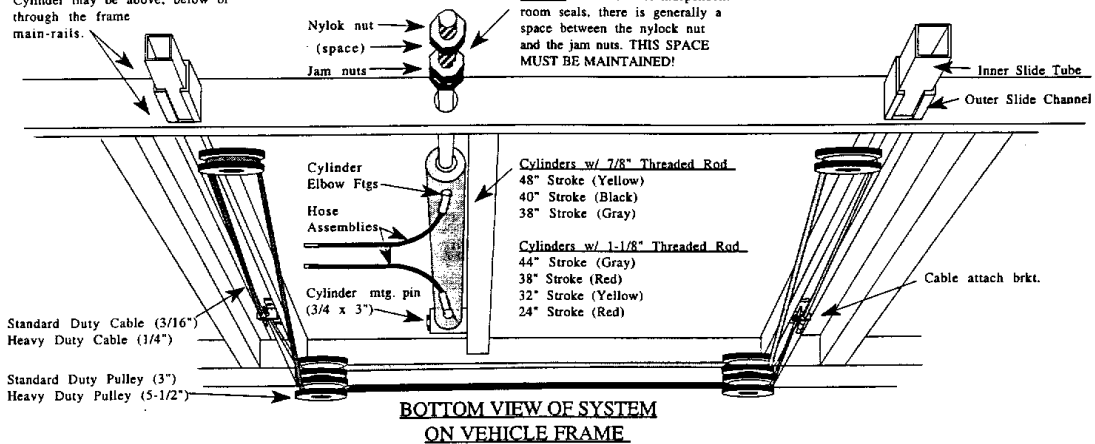 Cylinder may be above, below or
through the frame
main-rails.
Nylok nut
(space)
Jam nuts
room seals, there is generally a
space between the nylock nut
and the jam nuts. THIS SPACE
MUST BE MAINTAINED!
Inner Slide Tube
Outer Slide Channel
Cylinder
Elbow Ftgs
Hose
Assemblies
Cylinder mtg. pin
(3/4 x 3")
Cylinders w/ 7/8" Threaded Rod
48" Stroke (Yellow)
40" Stroke (Black)
38" Stroke (Gray)
Cylinders w/ 1-1/8" Threaded Rod
44" Stroke (Gray)
38" Stroke (Red)
32" Stroke (Yellow)
24" Stroke (Red)
Cable attach brkt.
Standard Duty Cable (3/16")
Heavy Duty Cable (1/4")
Standard Duty Pulley (3")
Heavy Duty Pulley (5-1/2")
BOTTOM VIEW OF SYSTEM
ON VEHICLE FRAME